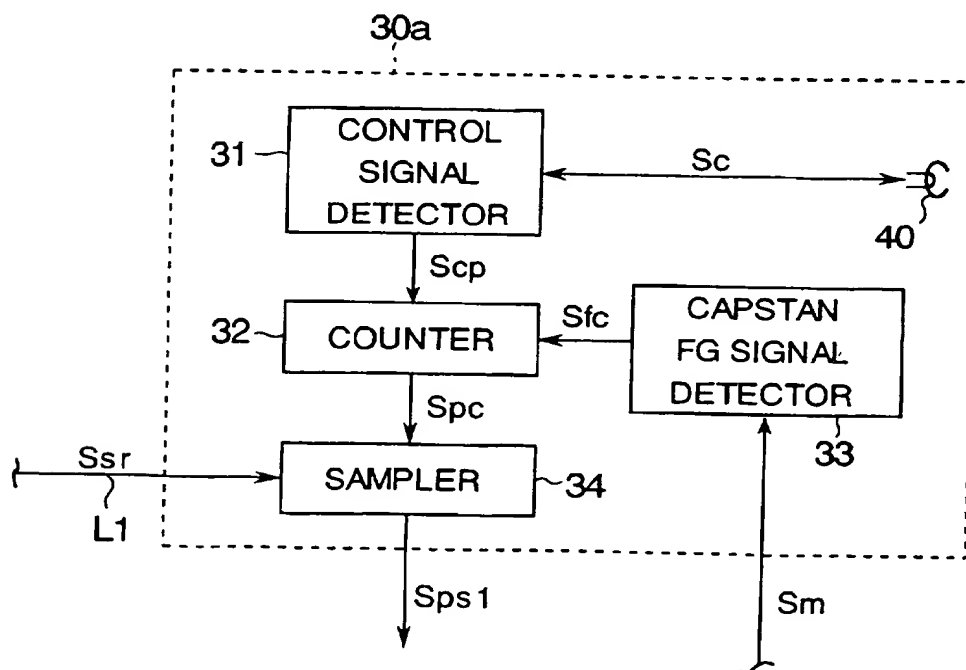 30a
31
CONTROL
SIGNAL
DETECTOR
Sc
40
Scp
32
COUNTER
Sfc
CAPSTAN
FG SIGNAL
DETECTOR
33
Spc
Ssr
L1
SAMPLER
34
Sps1
Sm